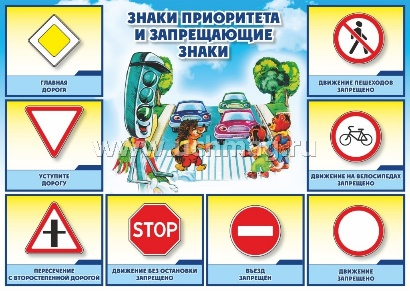 ЗНАКИ ПРИОРИТЕТА
И ЗАПРЕЩАЮЩИЕ
ЗНАКИ
ГЛАВНАЯ
ДОРОГА
ДВИЖЕНИЕ ПЕШЕХОДОВ
ЗАПРЕЩЕНО
УСТУПИТЕ
ДОРОГУ
ДВИЖЕНИЕ НА ВЕЛОСИПЕДАХ
ЗАПРЕЩЕНО
STOP
ПЕРЕСЕЧЕНИЕ
С ВТОРОСТЕПЕННОЙ ДОРОГОЙ
ДВИЖЕНИЕ БЕЗ ОСТАНОВКИ
ЗАПРЕЩЕНО
ВЪЕЗД
ЗАПРЕЩЕН
ДВИЖЕНИЕ
ЗАПРЕЩЕНО